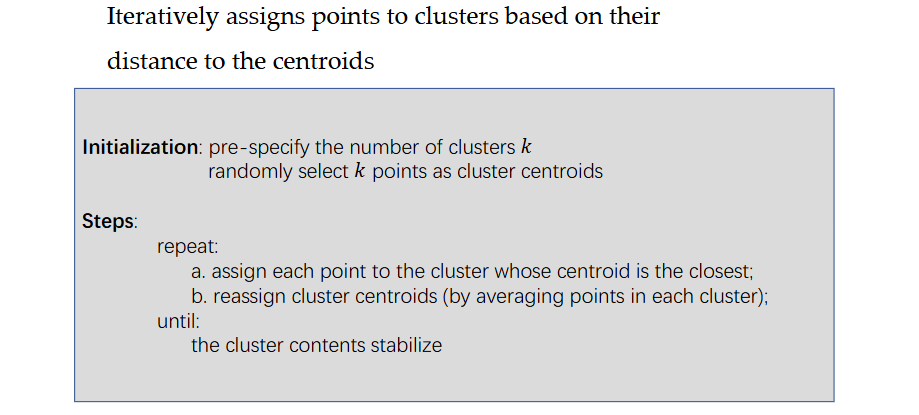 Iteratively assigns points to clusters based on their
distance to the centroids
Initialization: pre-specify the number of clusters k
randomly select k points as cluster centroids
Steps:
repeat:
a. assign each point to the cluster whose centroid is the closest;
b. reassign cluster centroids (by averaging points in each cluster);
until:
the cluster contents stabilize